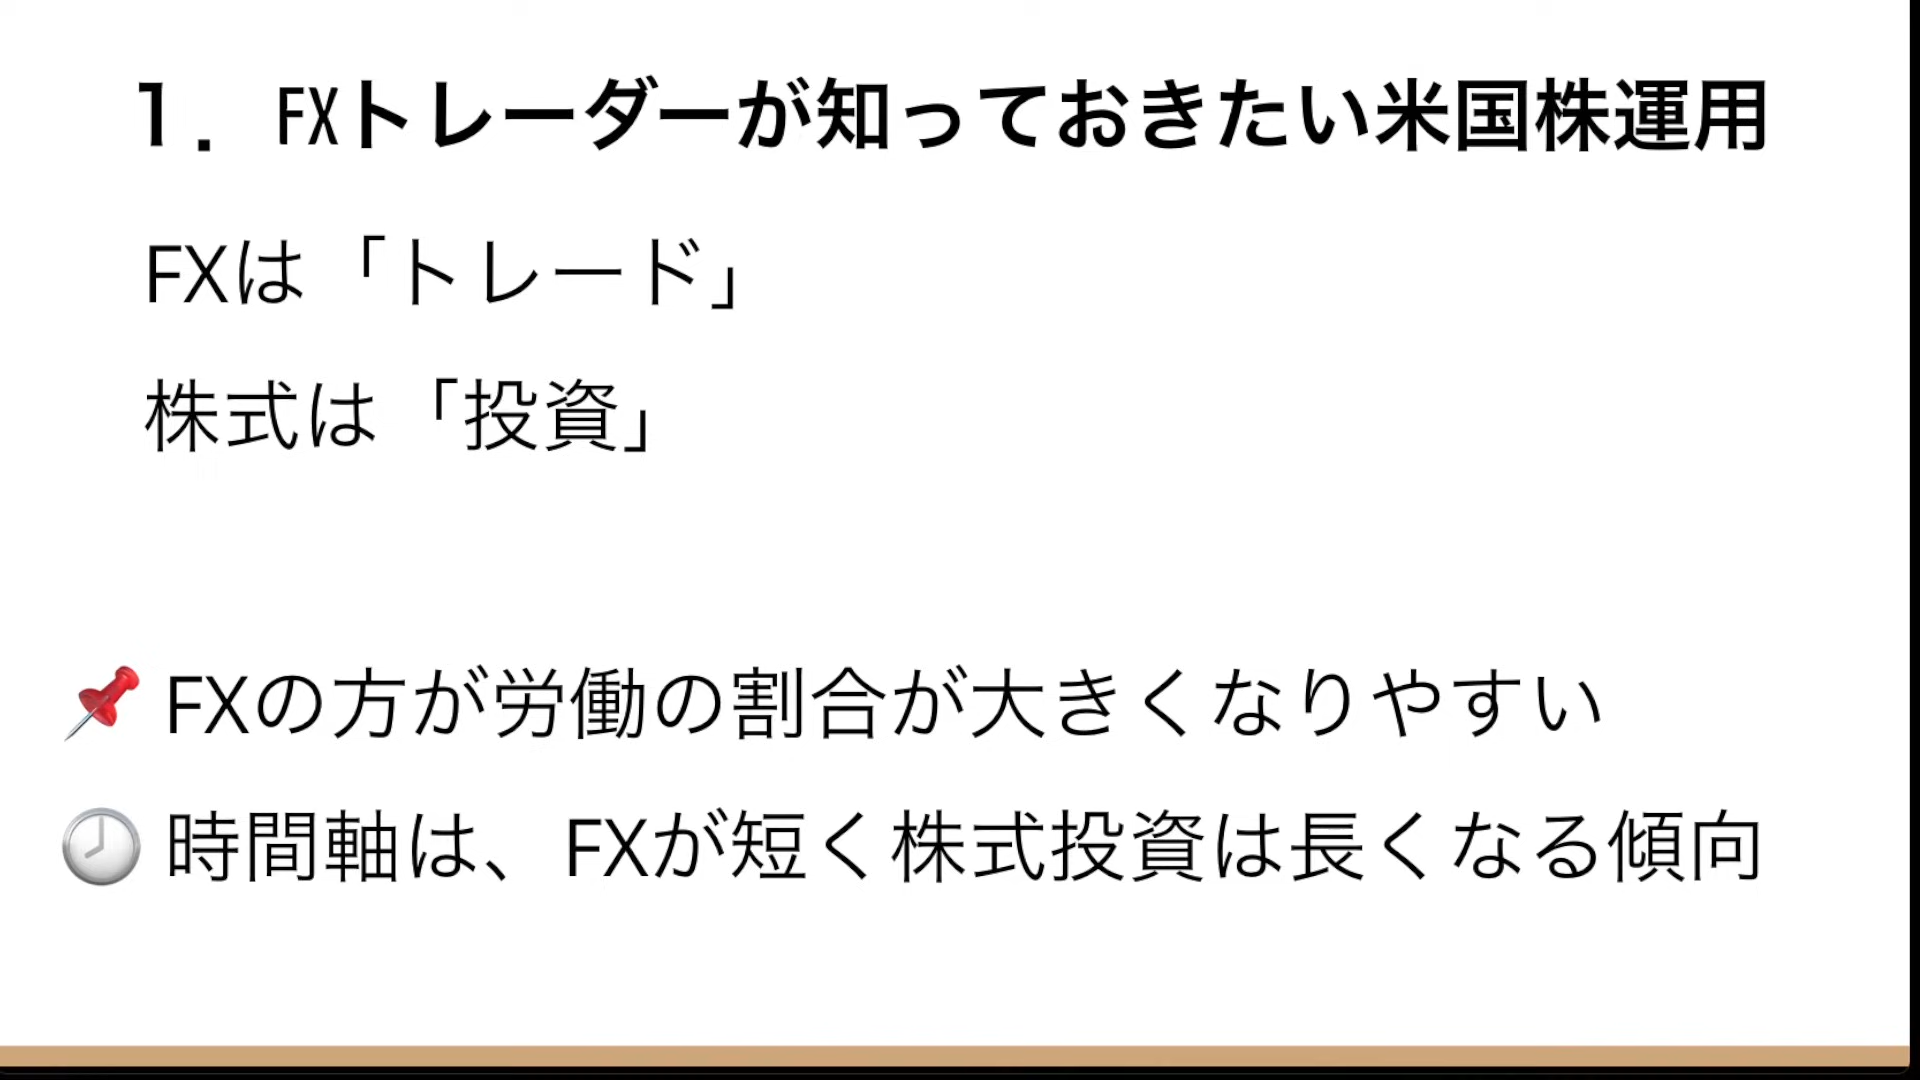 1．FXトレーダーが知っておきたい米国株運用
FXは「トレード」
株式は「投資」
📌 FXの方が労働の割合が大きくなりやすい
🕗 時間軸は、FXが短く株式投資は長くなる傾向